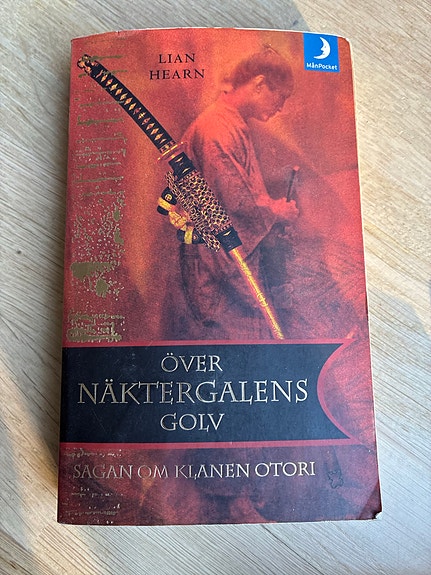 LIAN
HEARN
MånPocket
ÖVER
NÄKTERGALENS
GOLV
SAGAN OM KLANEN OTORI